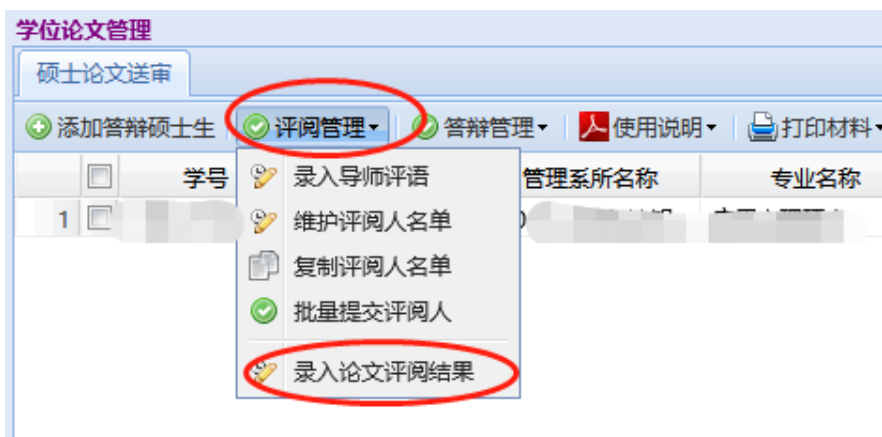 学位论文管理
硕士论文送审
添加答辩硕士生 评阅管理 答辩管理 使用说明 打印材料
学号 管理系所名称 专业名称
录入导师评语
1
维护评阅人名单
复制评阅人名单
批量提交评阅人
录入论文评阅结果